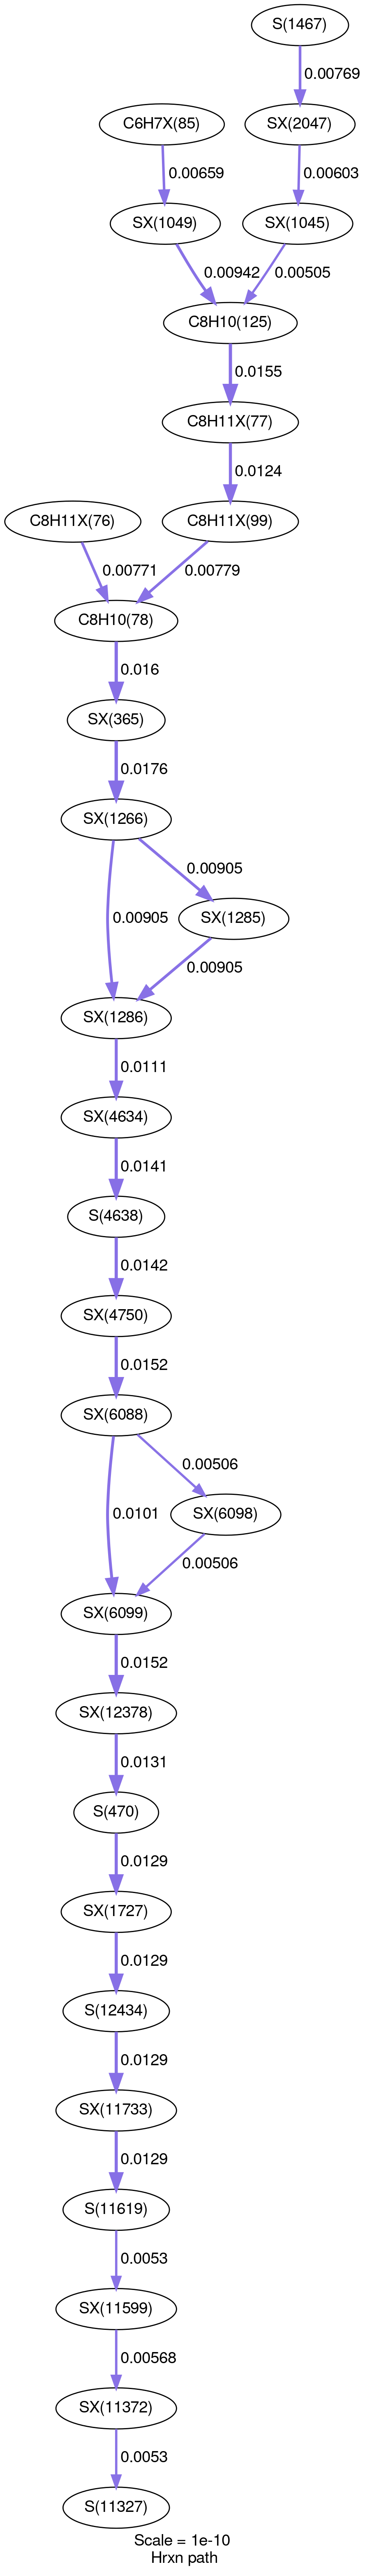 S(1467)
0.00769
C6H7X(85)
SX(2047)
0.00659
0.00603
SX(1049)
SX(1045)
0.00942
0.00505
C8H10(125)
0.0155
C8H11X(77)
0.0124
C8H11X(76)
C8H11X(99)
0.00771
0.00779
C8H10(78)
0.016
SX(365)
0.0176
SX(1266)
0.00905
0.00905
SX(1285)
0.00905
SX(1286)
0.0111
SX(4634)
0.0141
S(4638)
0.0142
SX(4750)
0.0152
SX(6088)
0.00506
0.0101
SX(6098)
0.00506
SX(6099)
0.0152
SX(12378)
0.0131
S(470)
0.0129
SX(1727)
0.0129
S(12434)
0.0129
SX(11733)
0.0129
S(11619)
0.0053
SX(11599)
0.00568
SX(11372)
0.0053
S(11327)
Scale = 1e-10
Hrxn path